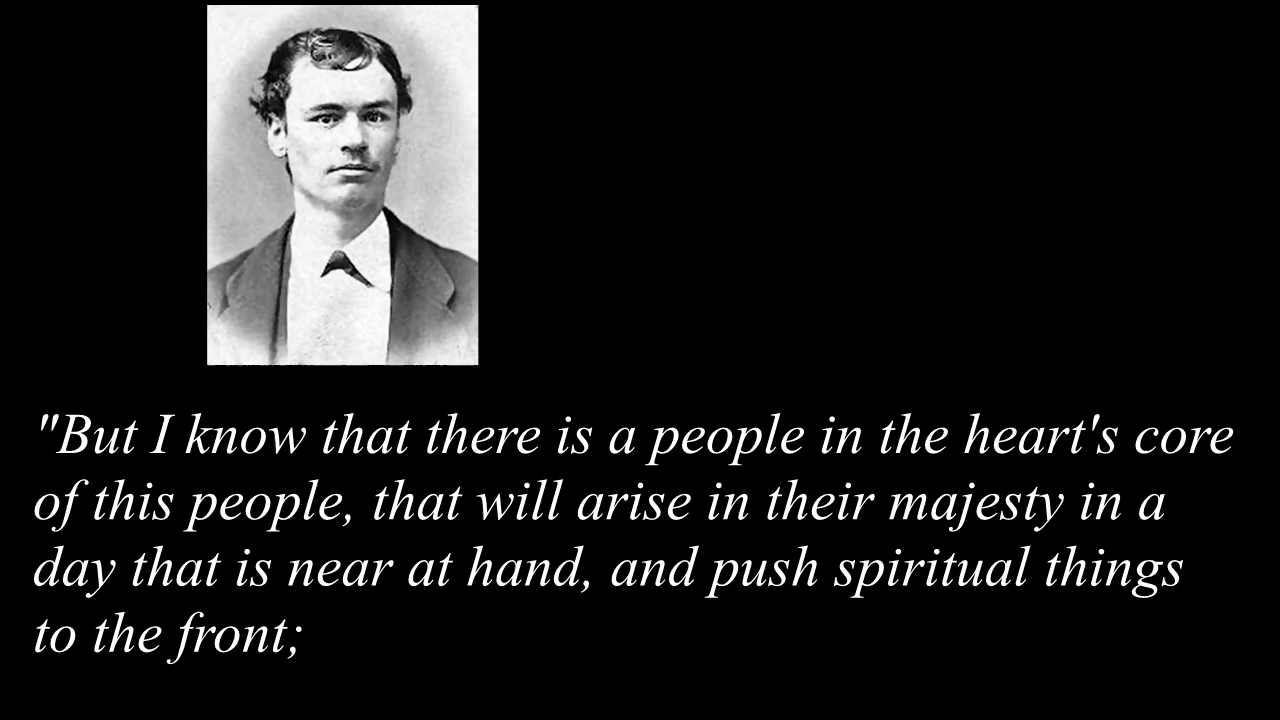 "But I know that there is a people in the heart's core
of this people, that will arise in their majesty in a
day that is near at hand, and push spiritual things
to the front;